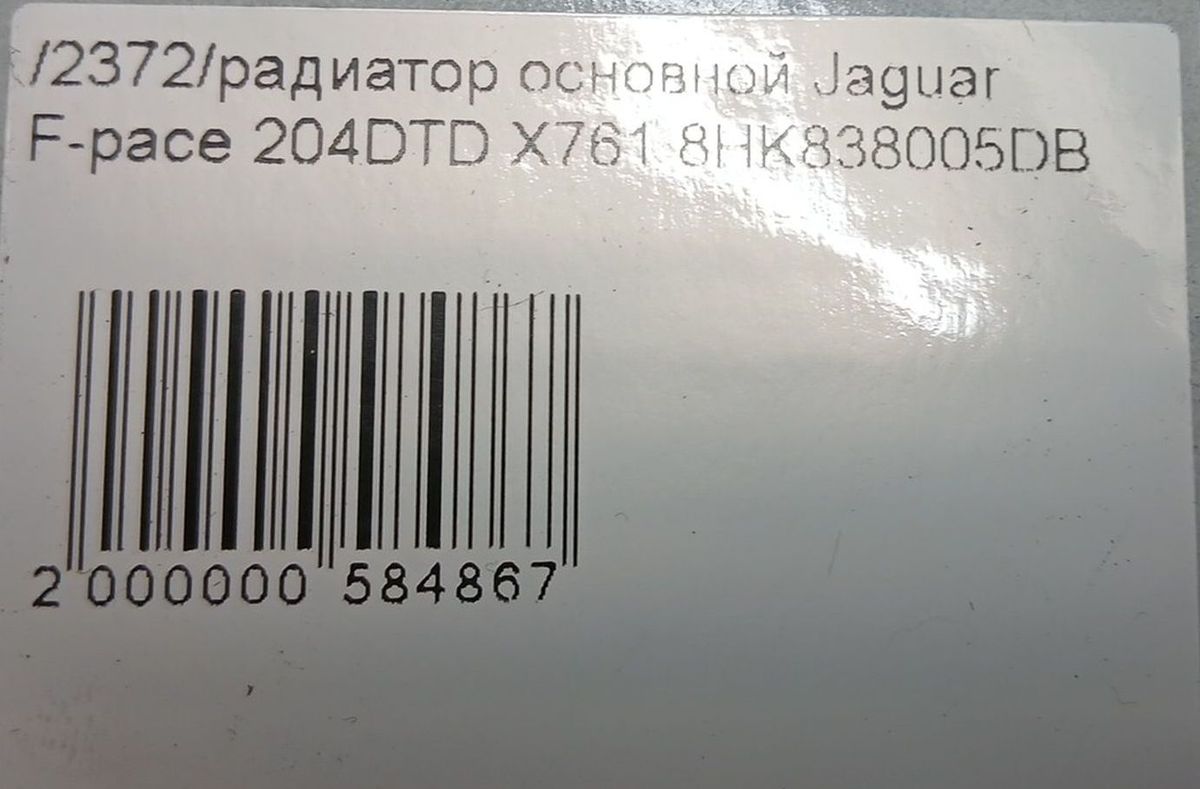 /2372/радиатор основной Jaguar
F-pace 204DTD X761 8HK838005DB
2 000000 584867